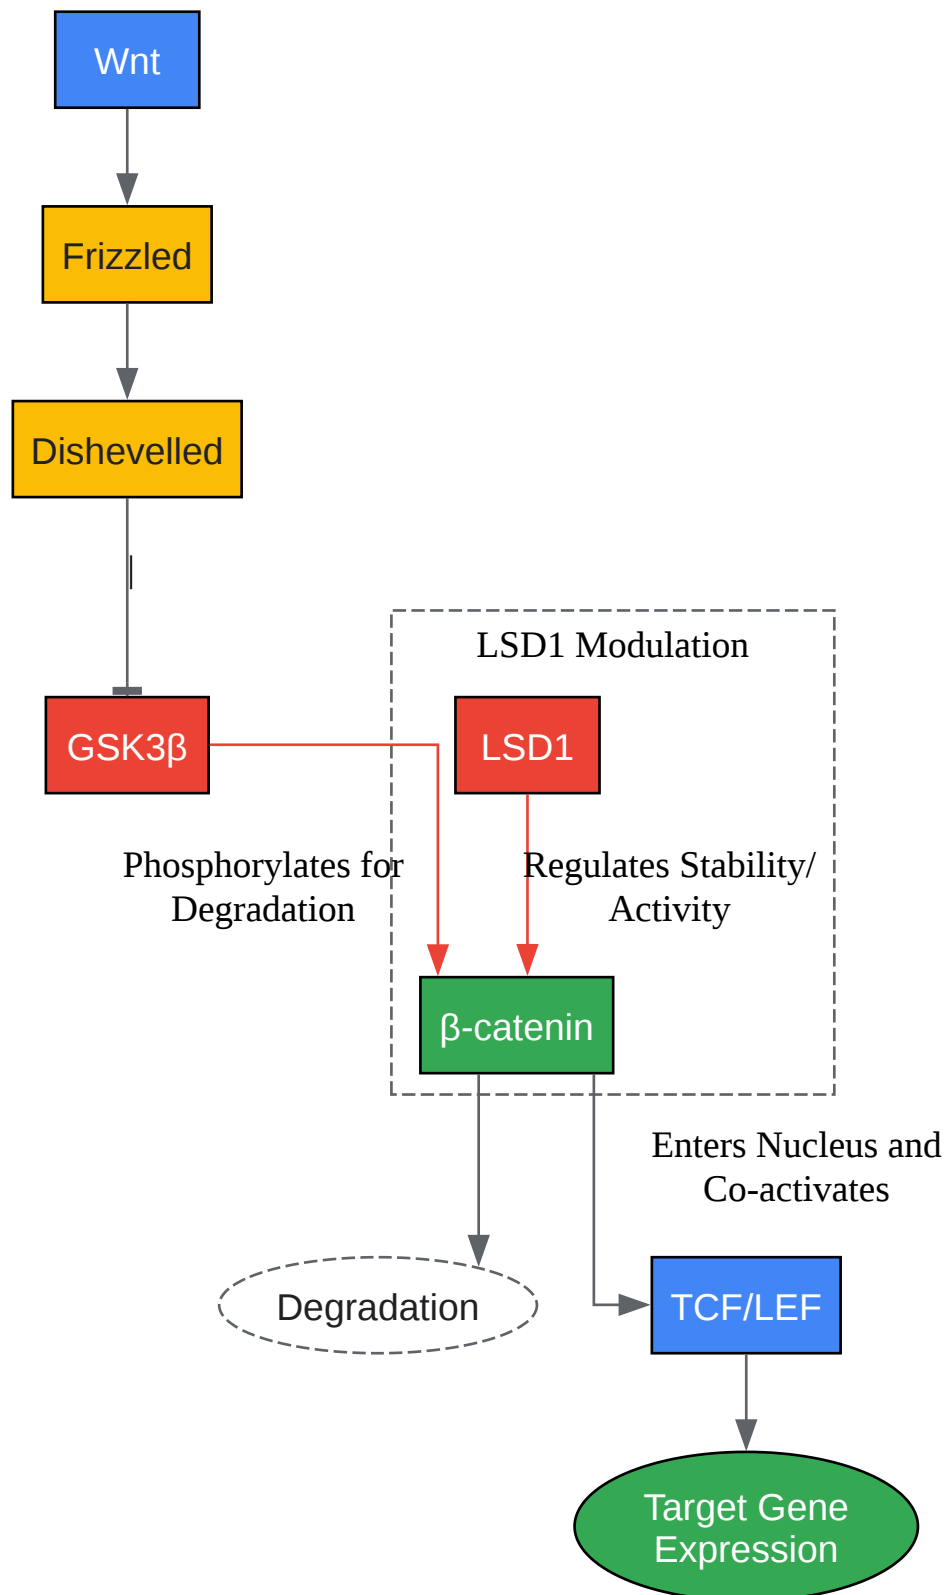 Wnt
Frizzled
Dishevelled
|
LSD1 Modulation
GSK3β
LSD1
Phosphorylates for
Degradation
Regulates Stability/
Activity
β-catenin
Enters Nucleus and
Co-activates
Degradation
TCF/LEF
Target Gene
Expression